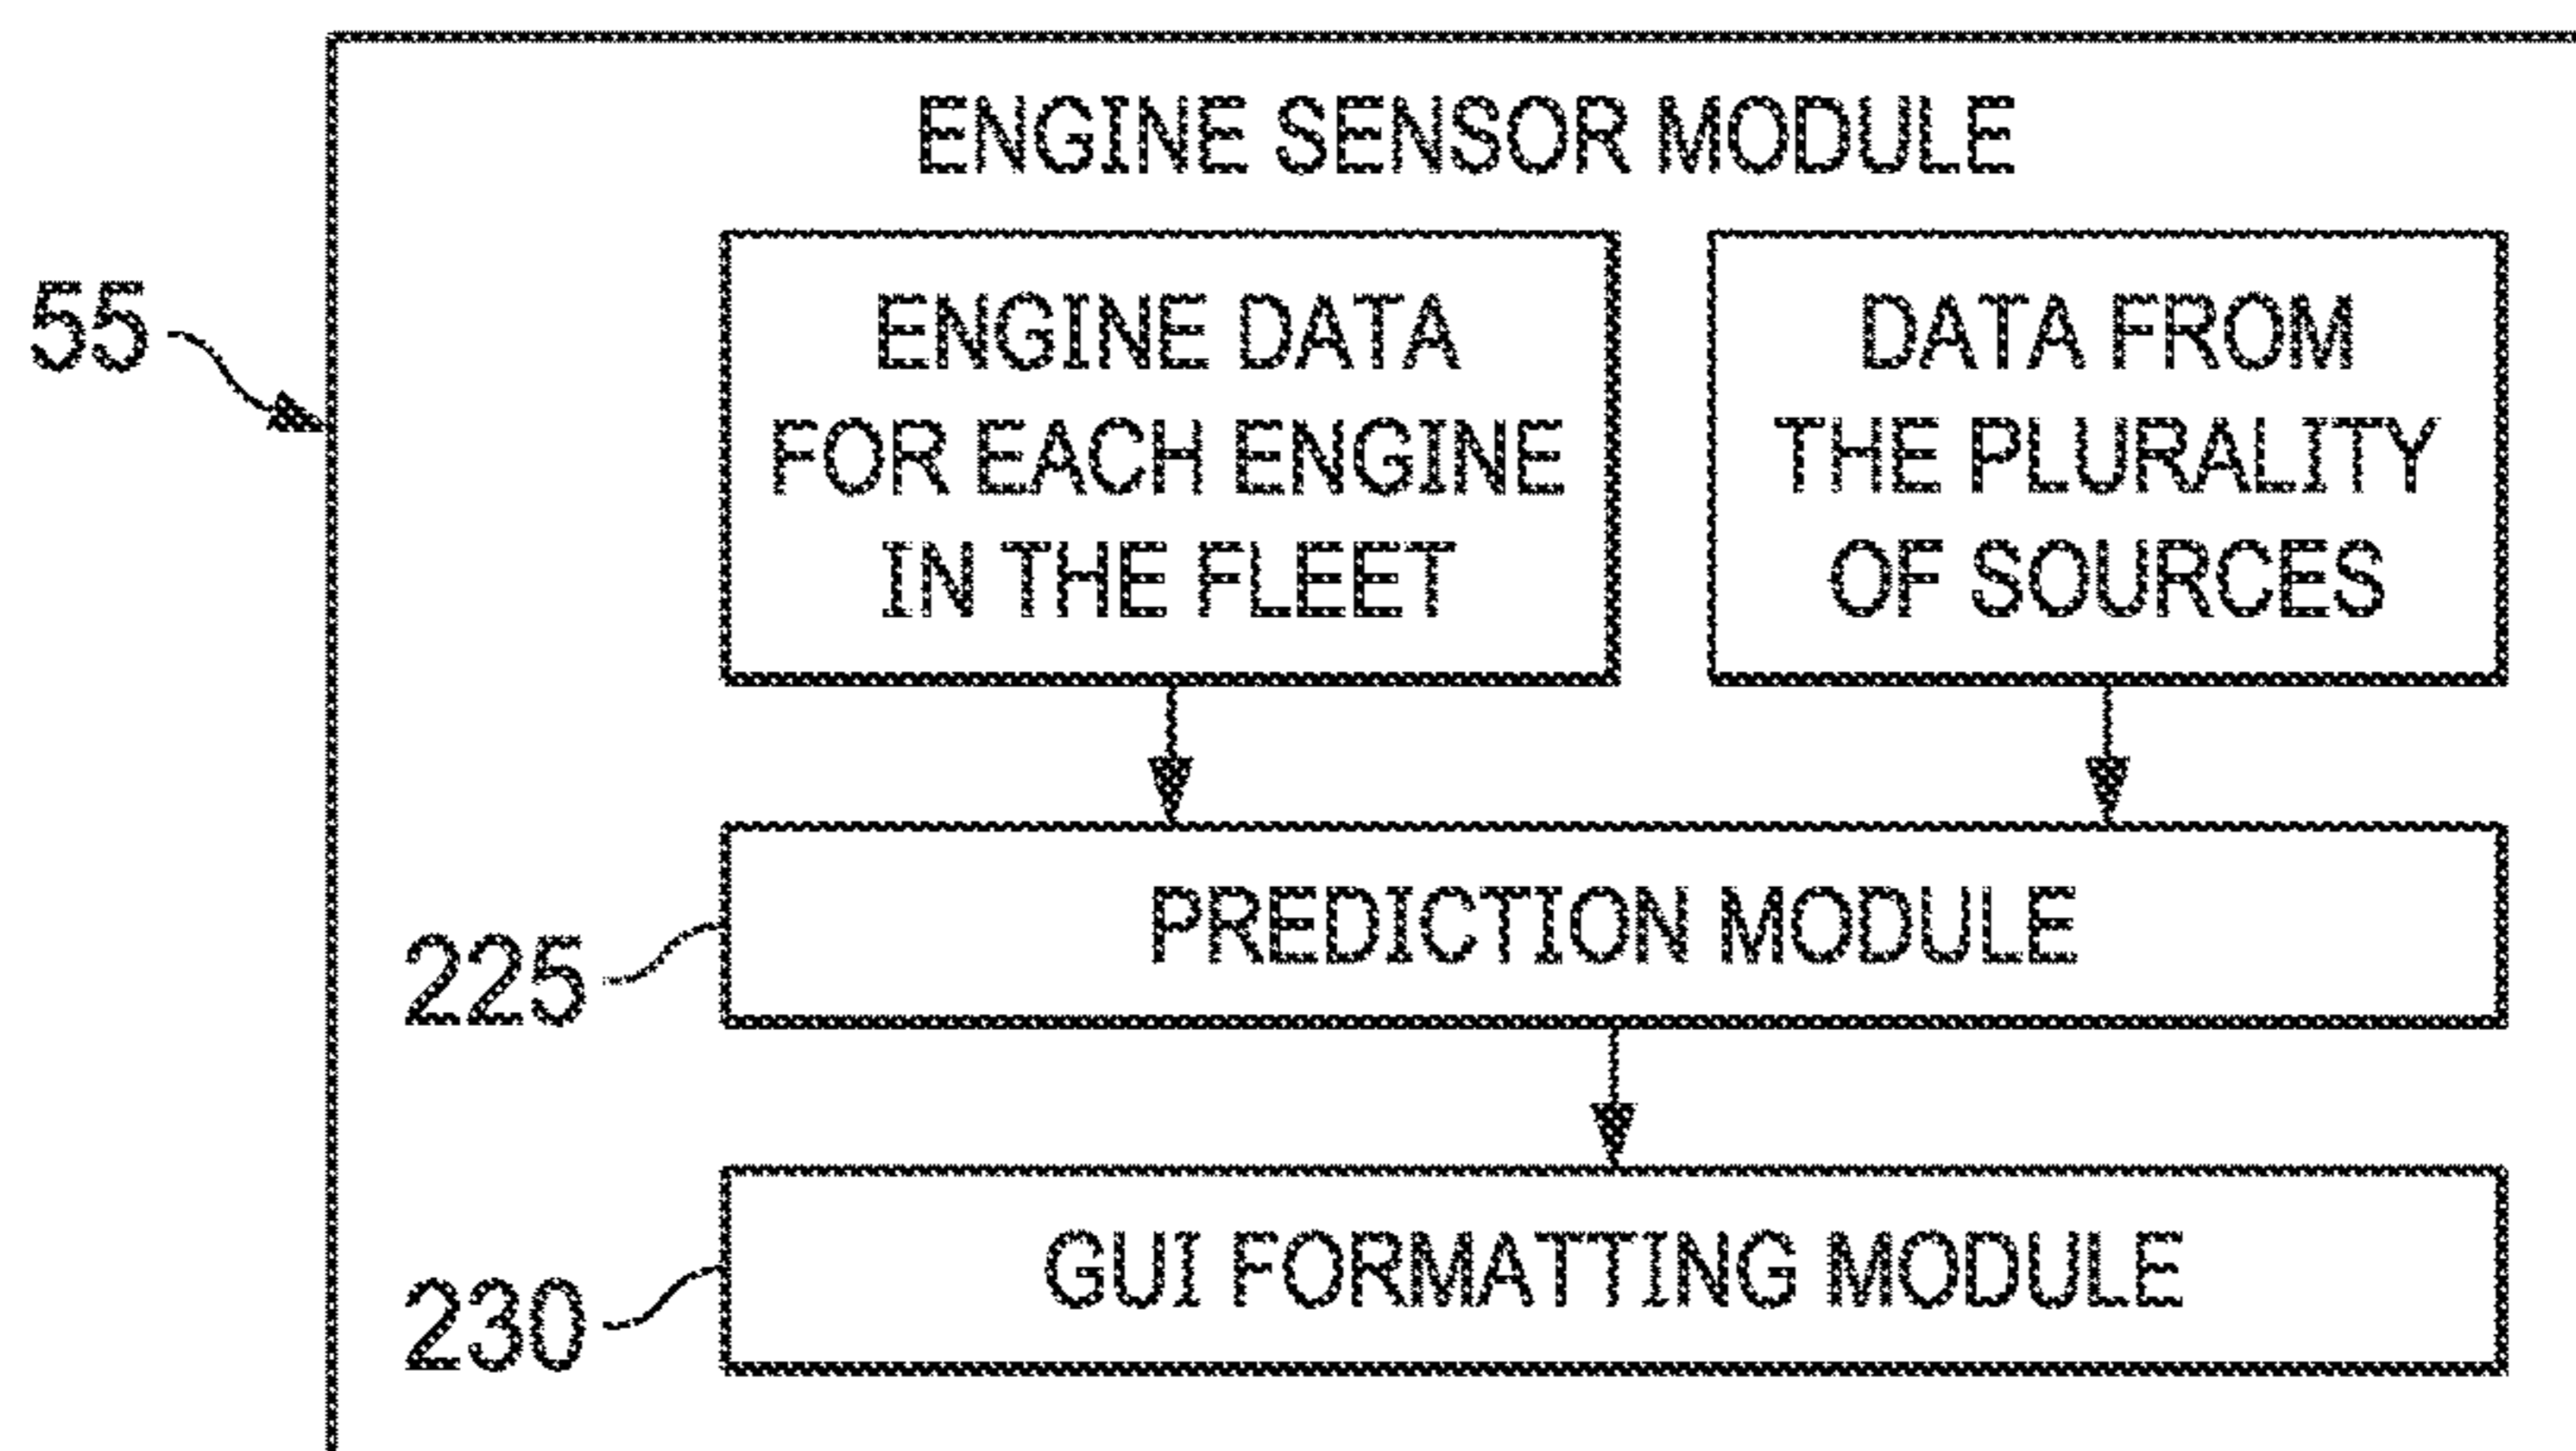 ENGINE SENSOR MODULE
55
ENGINE DATA
FOR EACH ENGINE
IN THE FLEET
DATA FROM
THE PLURALITY
OF SOURCES
225
PREDICTION MODULE
230
GUI FORMATTING MODULE